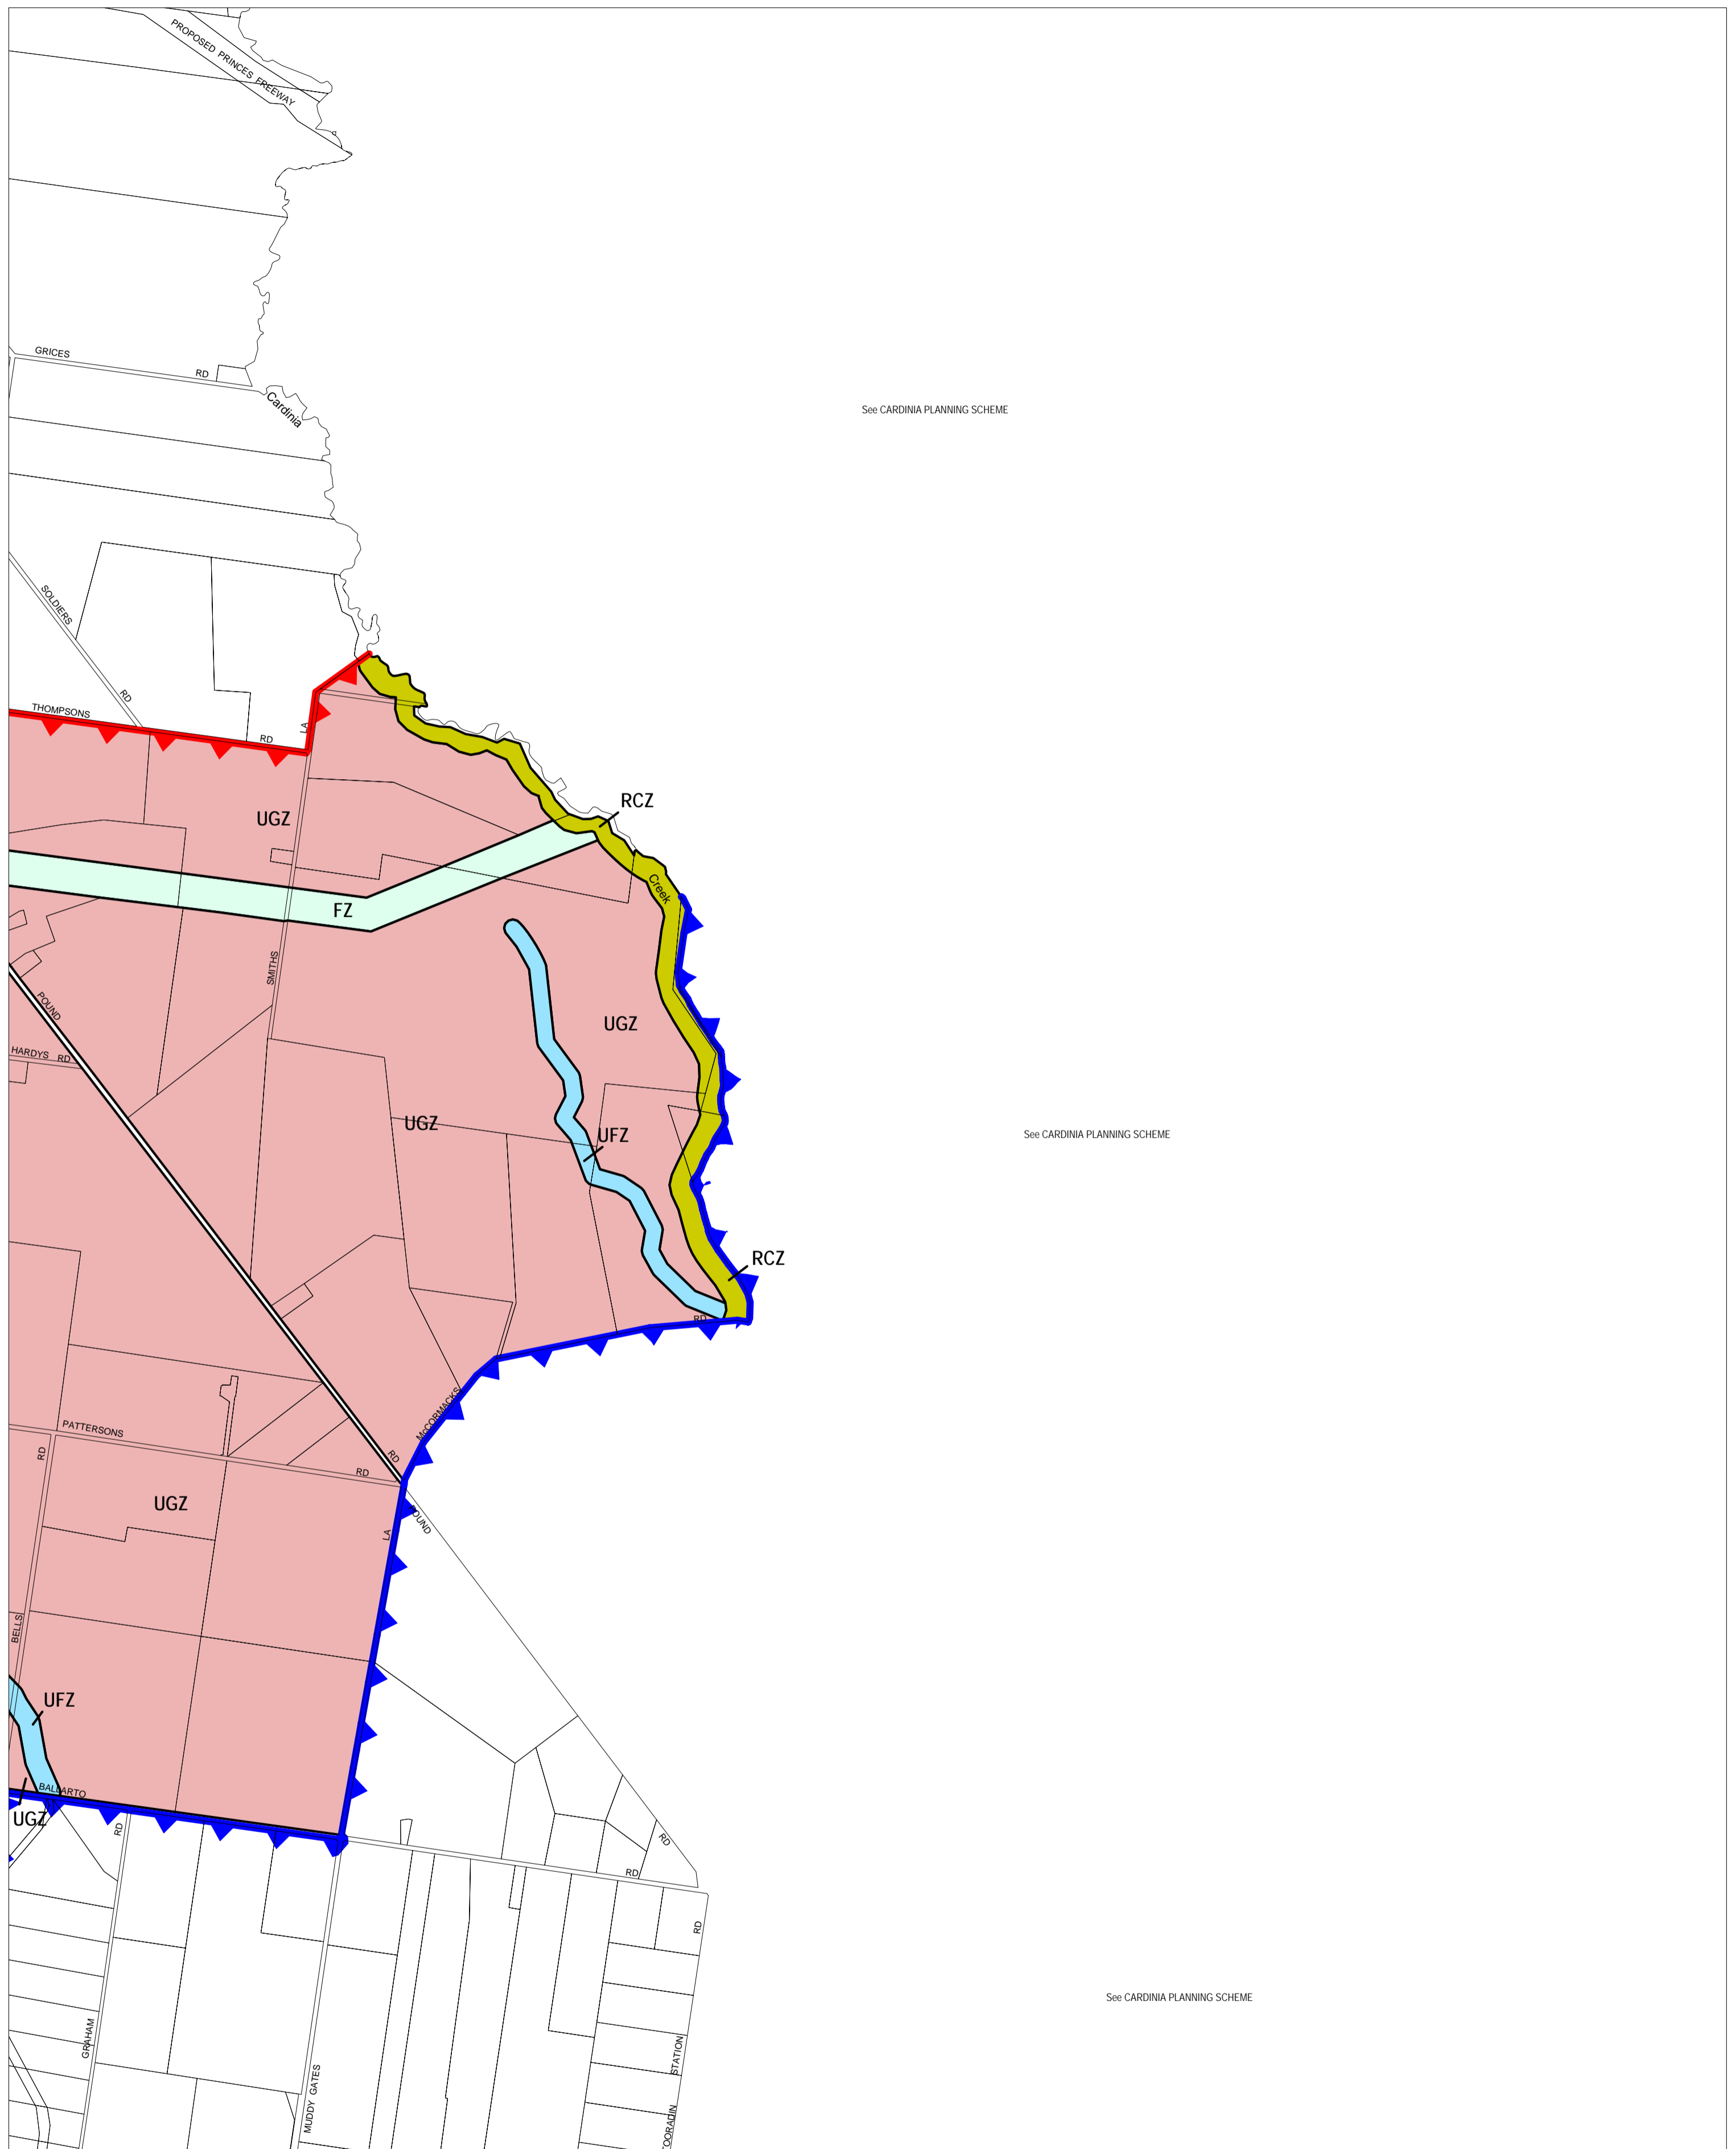 PROPOSED PRINCES FREEWAY
GRICES
RD
Cardinia
See CARDINIA PLANNING SCHEME
SOLDIERS
RD
THOMPSONS
RD
LA
RCZ
UGZ
Creek
FZ
SMITHS
POUND
UGZ
HARDYS RD
UGZ
UFZ
RCZ
See CARDINIA PLANNING SCHEME
RD
McCORMACKS
PATTERSONS
RD
RD
RD
UGZ
POUND
LA
BELLS
UFZ
BALLARTO
UGZ
RD
RD
RD
RD
See CARDINIA PLANNING SCHEME
GRAHAM
STATION
MUDDY GATES